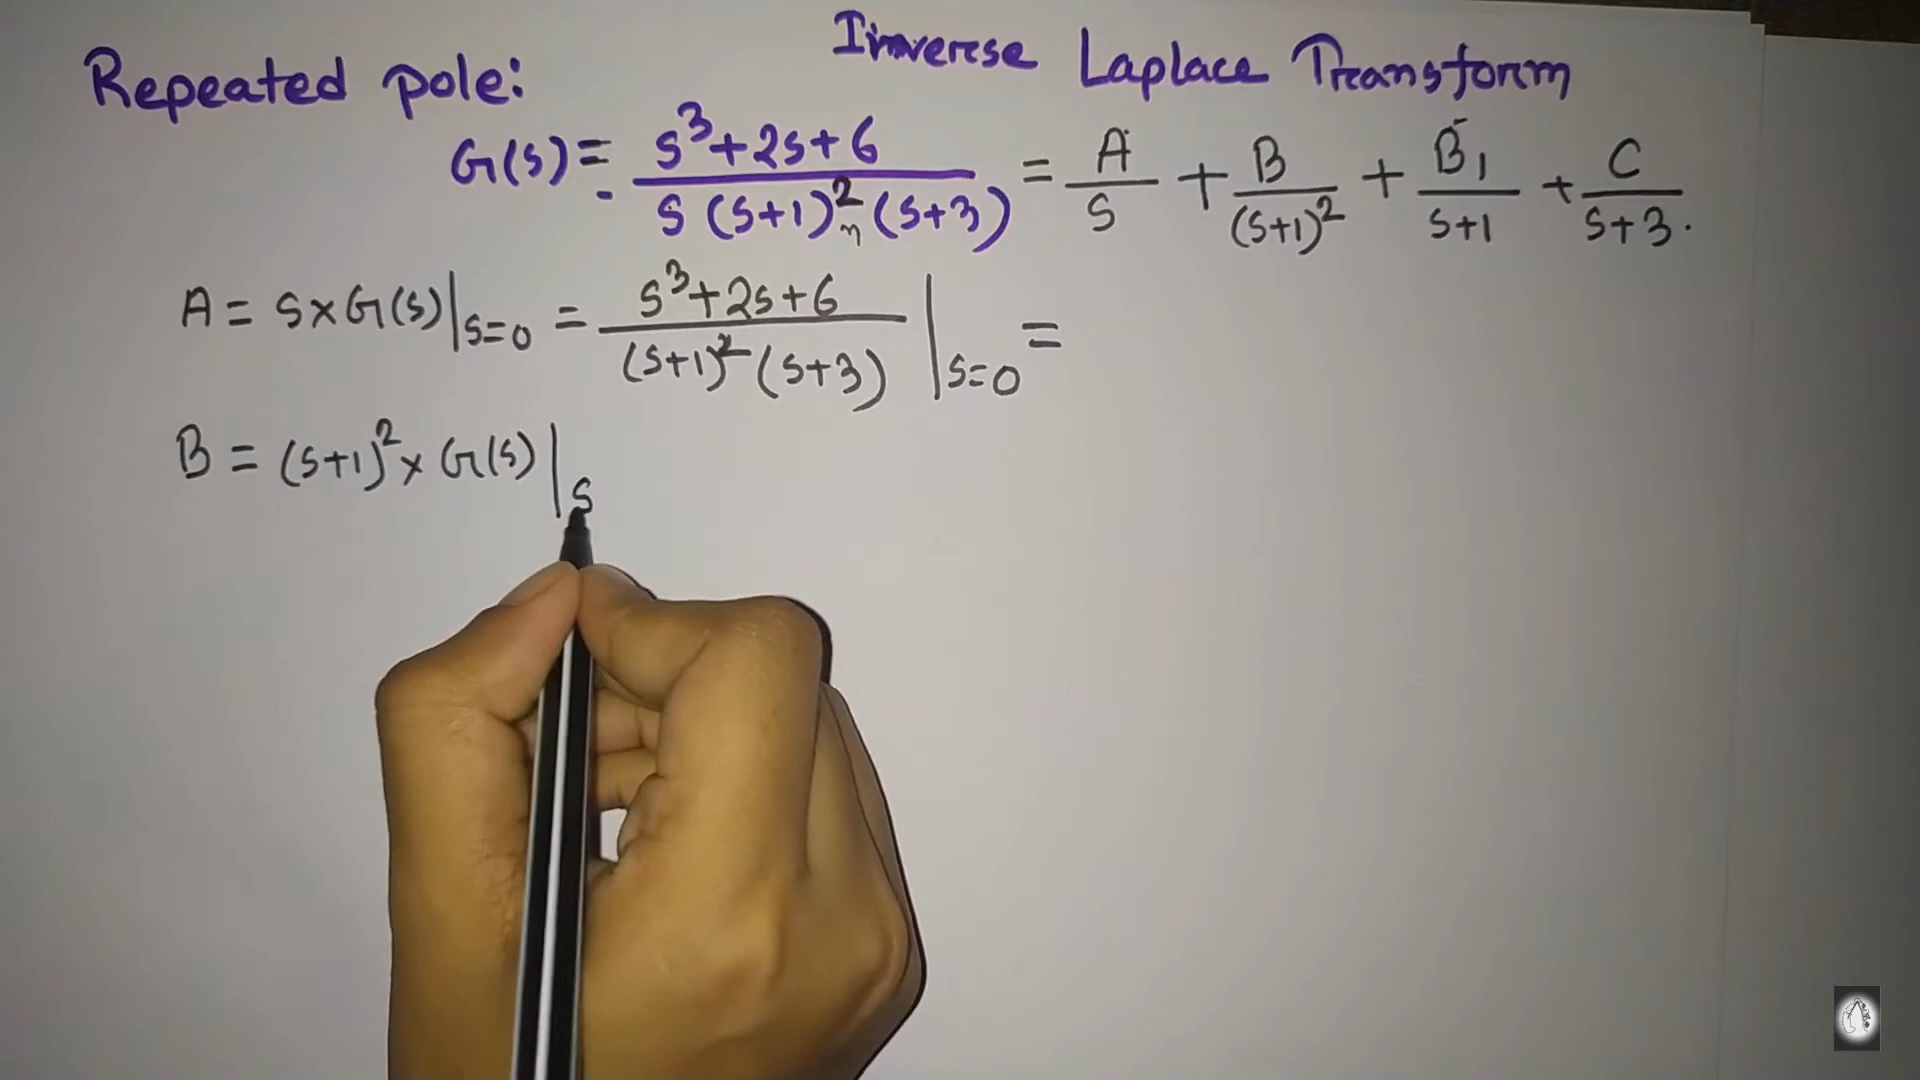 Inverse Laplace Transform
Repeated pole:
G(s) = (s³+2s+6) / (s (s+1)²ₙ (s+3)) = A/s + B/(s+1)² + B₁/(s+1) + C/(s+3).
A = s×G(s)|s=0 = (s³+2s+6) / ((s+1)² (s+3)) |s=0 =
B = (s+1)² × G(s)|s